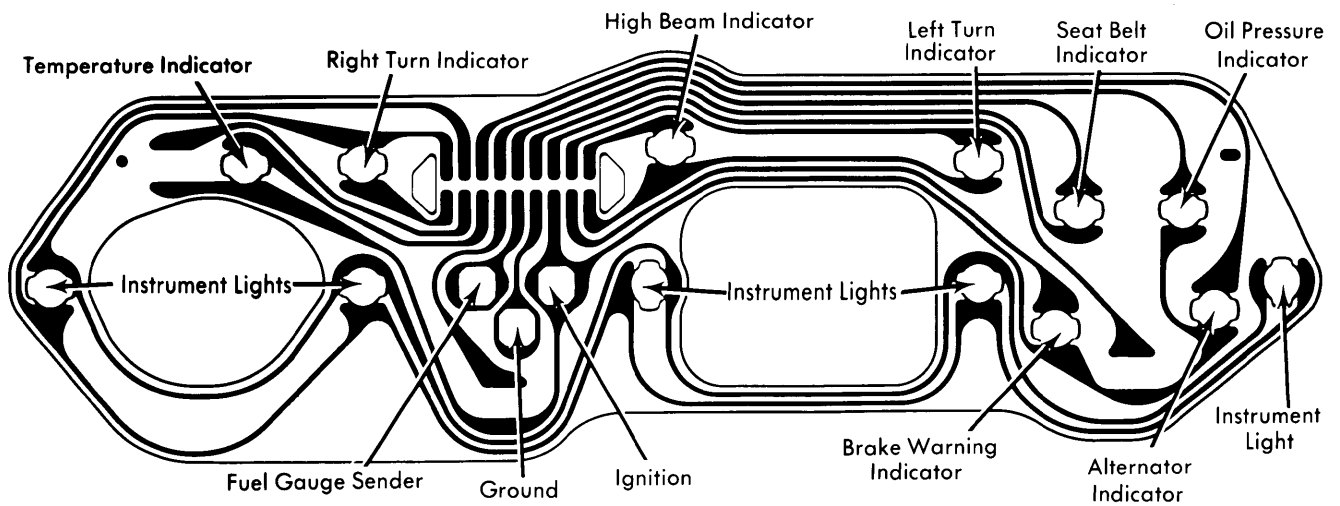 High Beam Indicator
Left Turn
Indicator
Seat Belt
Indicator
Oil Pressure
Indicator
Temperature Indicator
Right Turn Indicator
Instrument Lights
Instrument Lights
Instrument
Light
Brake Warning
Indicator
Alternator
Indicator
Fuel Gauge Sender
Ground
Ignition